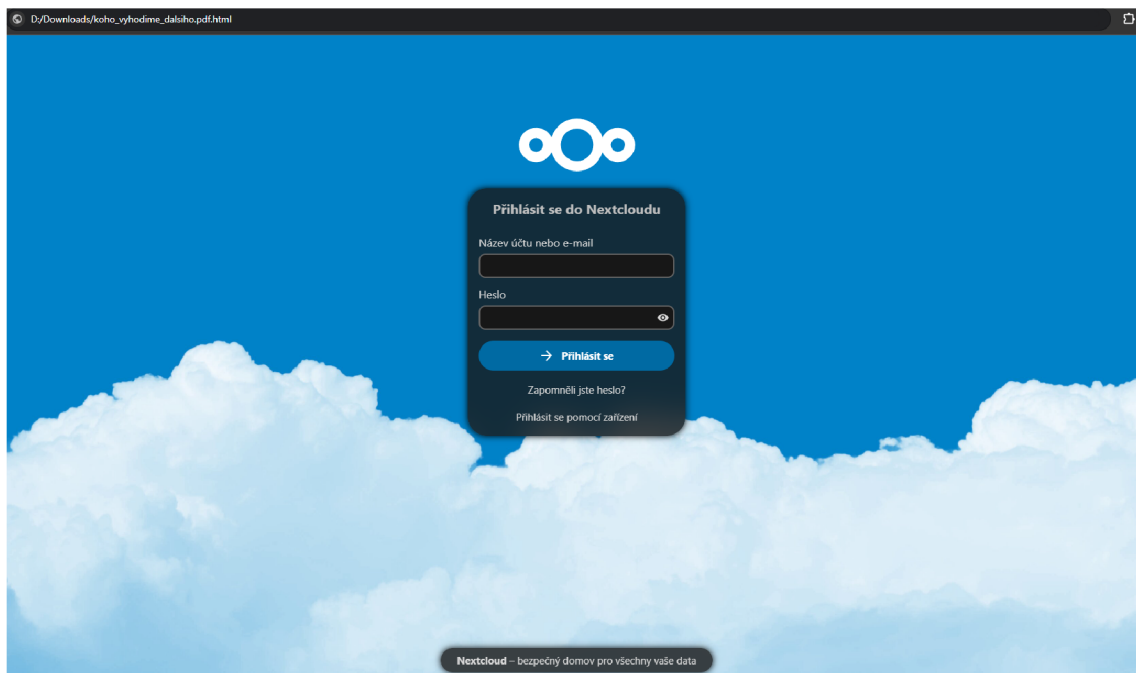 D:/Downloads/koho_vyhodime_dalsiho.pdf.html
Přihlásit se do Nextcloudu
Název účtu nebo e-mail
Heslo
Přihlásit se
Zapomněli jste heslo?
Přihlásit se pomocí zařízení
Nextcloud – bezpečný domov pro všechny vaše data